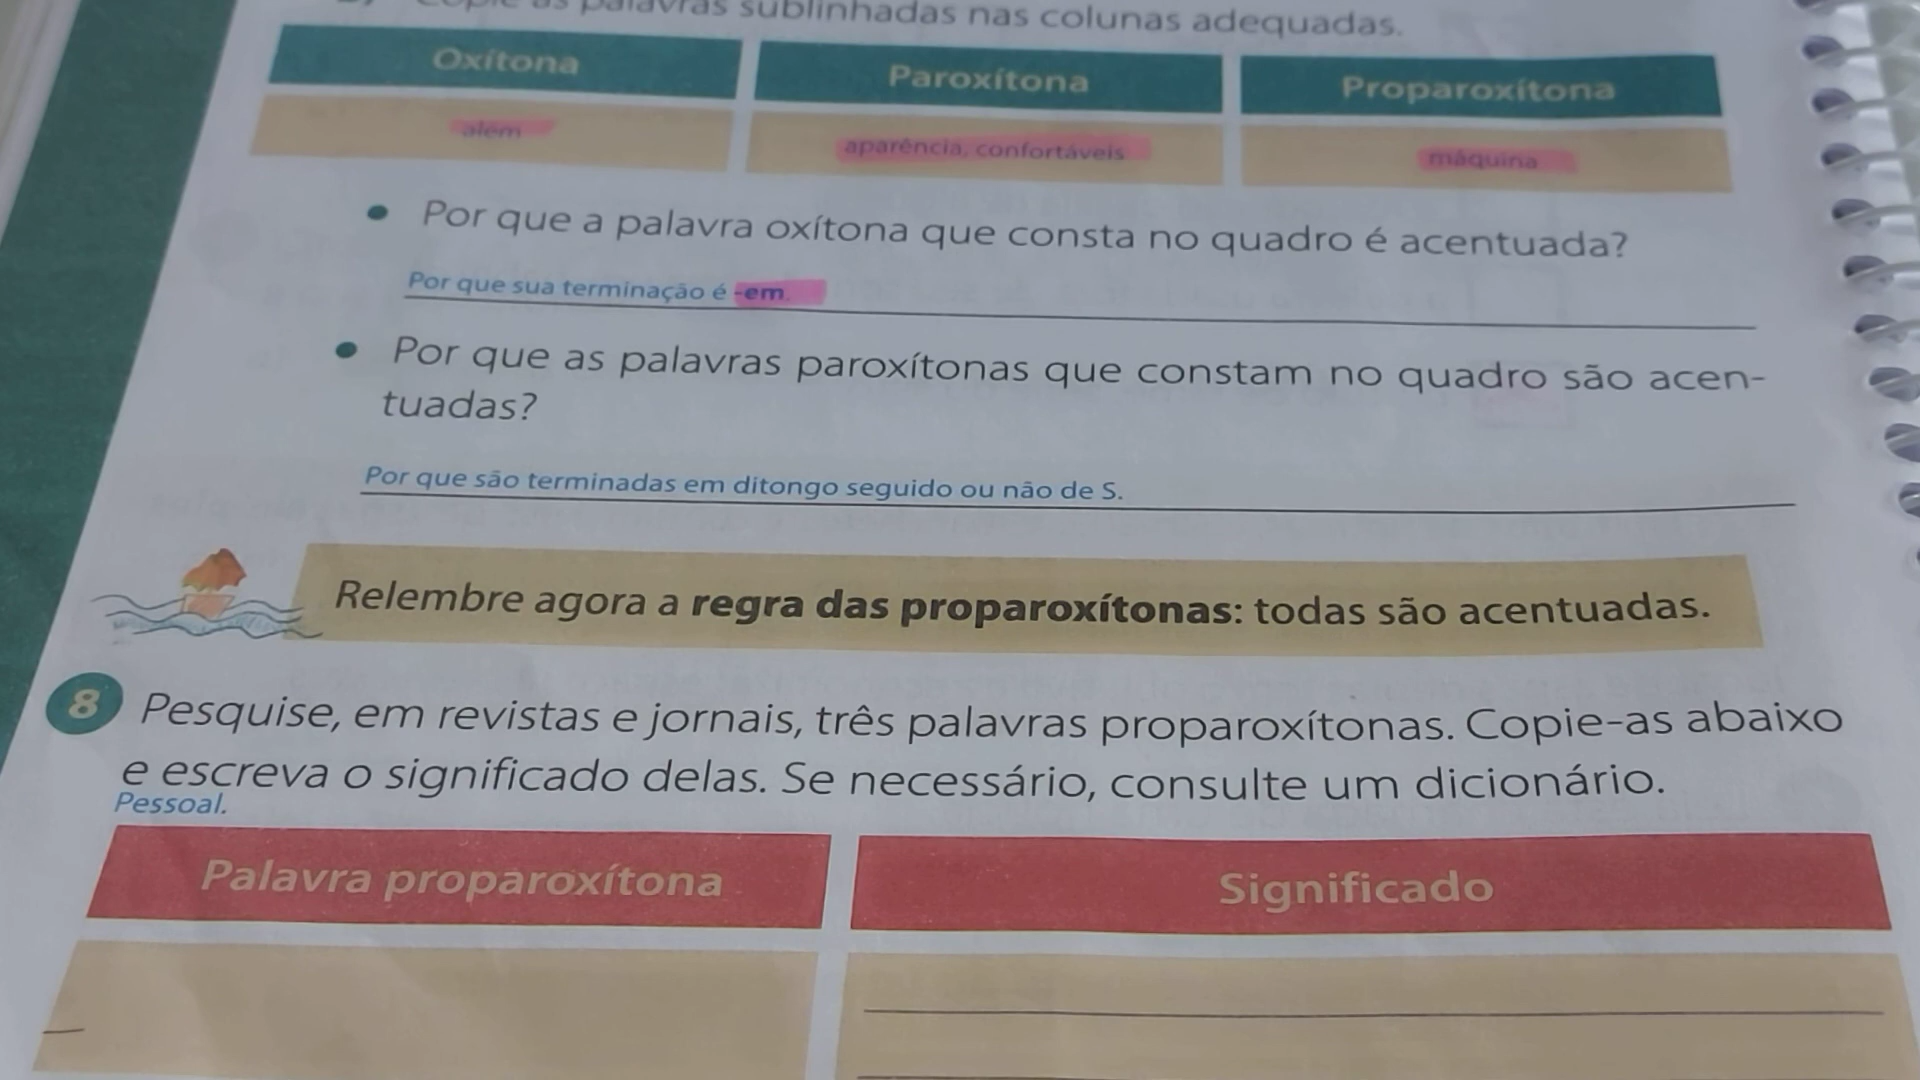 Copie as palavras sublinhadas nas colunas adequadas.
Oxítona Paroxítona Proparoxítona
além aparência, confortáveis máquina
• Por que a palavra oxítona que consta no quadro é acentuada?
Por que sua terminação é -em.
• Por que as palavras paroxítonas que constam no quadro são acen-
tuadas?
Por que são terminadas em ditongo seguido ou não de S.
Relembre agora a regra das proparoxítonas: todas são acentuadas.
8 Pesquise, em revistas e jornais, três palavras proparoxítonas. Copie-as abaixo
e escreva o significado delas. Se necessário, consulte um dicionário.
Pessoal.
Palavra proparoxítona Significado